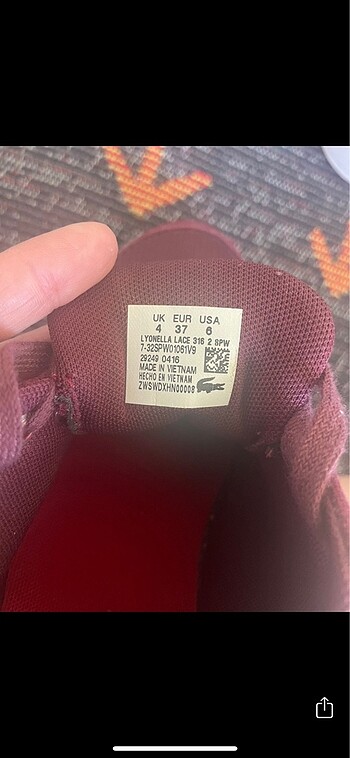 UK EUR USA
4 37 6
LYONELLA LACE 316 2 SPW
7-32SPW01061V9
29249 0416
MADE IN VIETNAM
HECHO EN VIETNAM
ZWSWDXHN00008